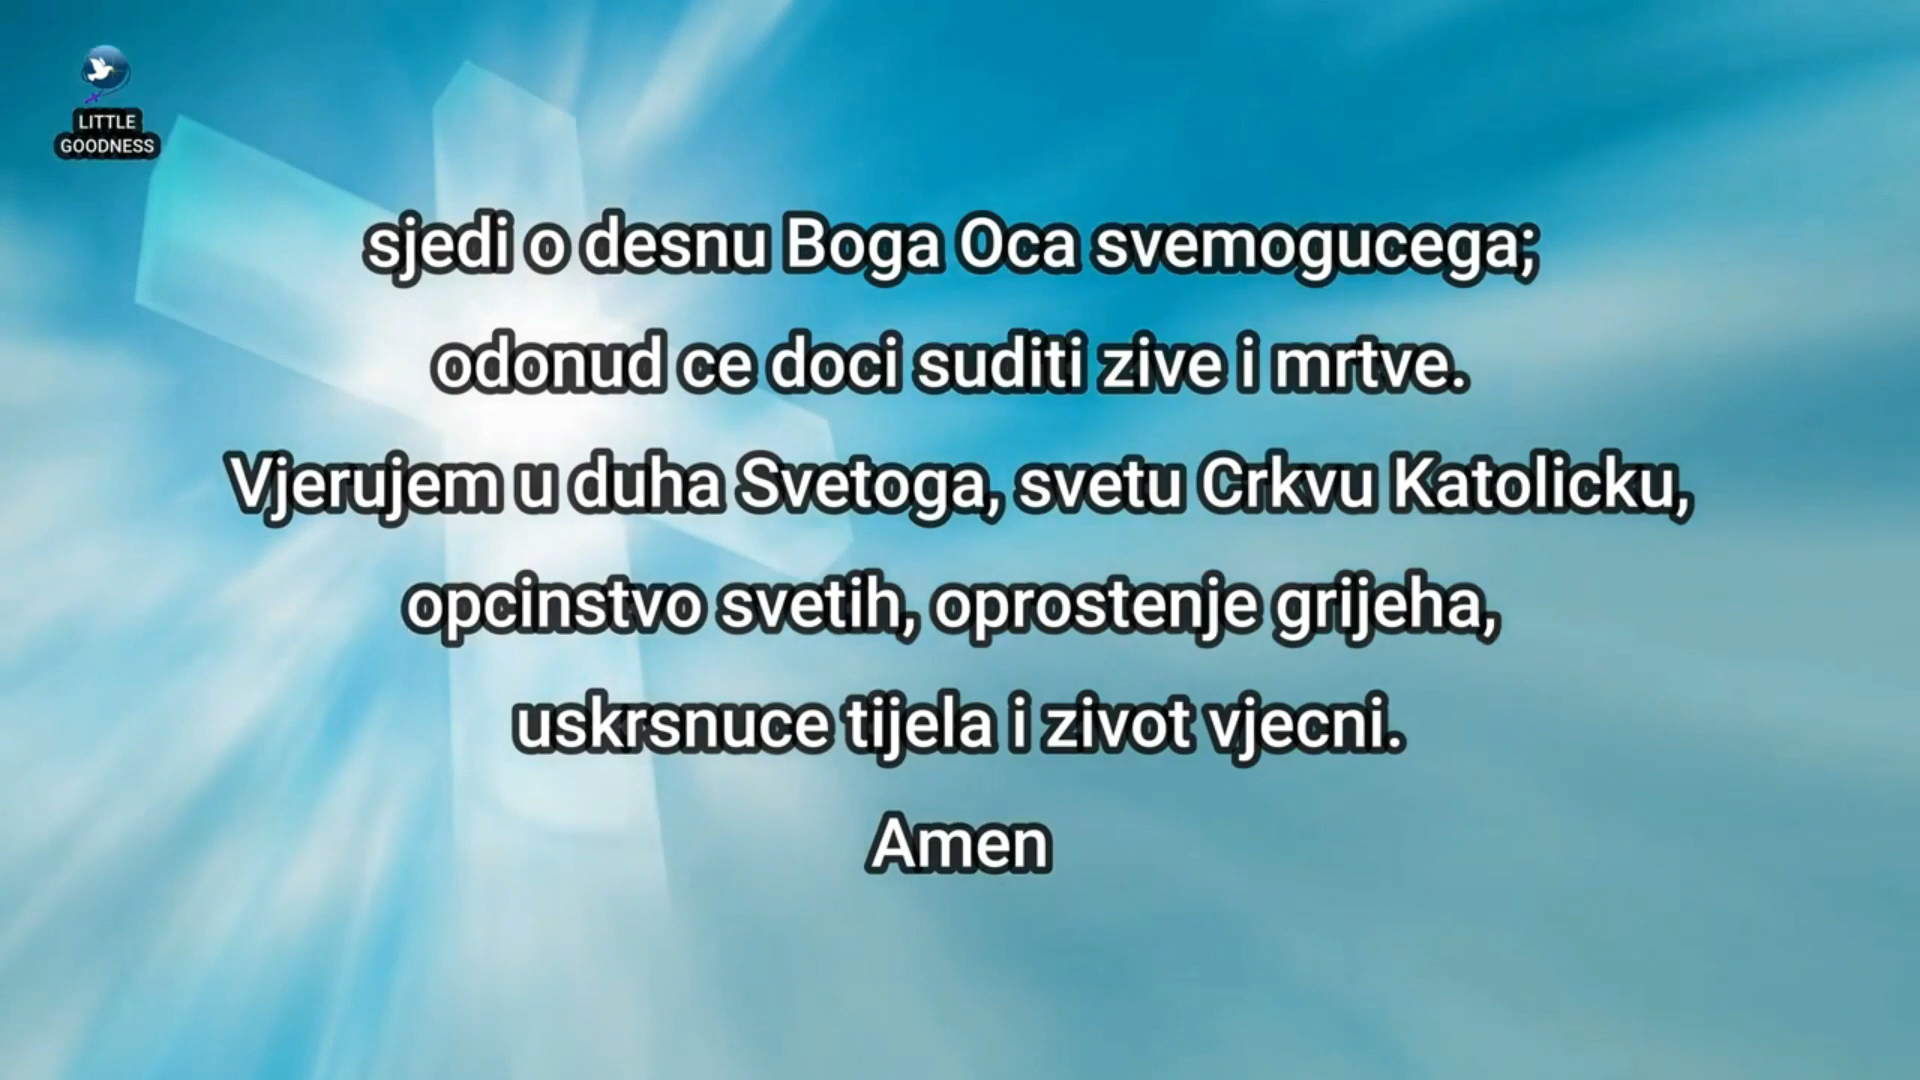 LITTLE
GOODNESS
sjedi o desnu Boga Oca svemogucega;
odonud ce doci suditi zive i mrtve.
Vjerujem u duha Svetoga, svetu Crkvu Katolicku,
opcinstvo svetih, oprostenje grijeha,
uskrsnuce tijela i zivot vjecni.
Amen